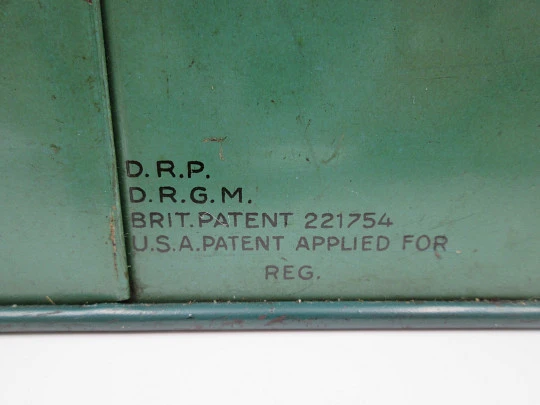 D.R.P.
D.R.G.M.
BRIT.PATENT 221754
U.S.A.PATENT APPLIED FOR
REG.